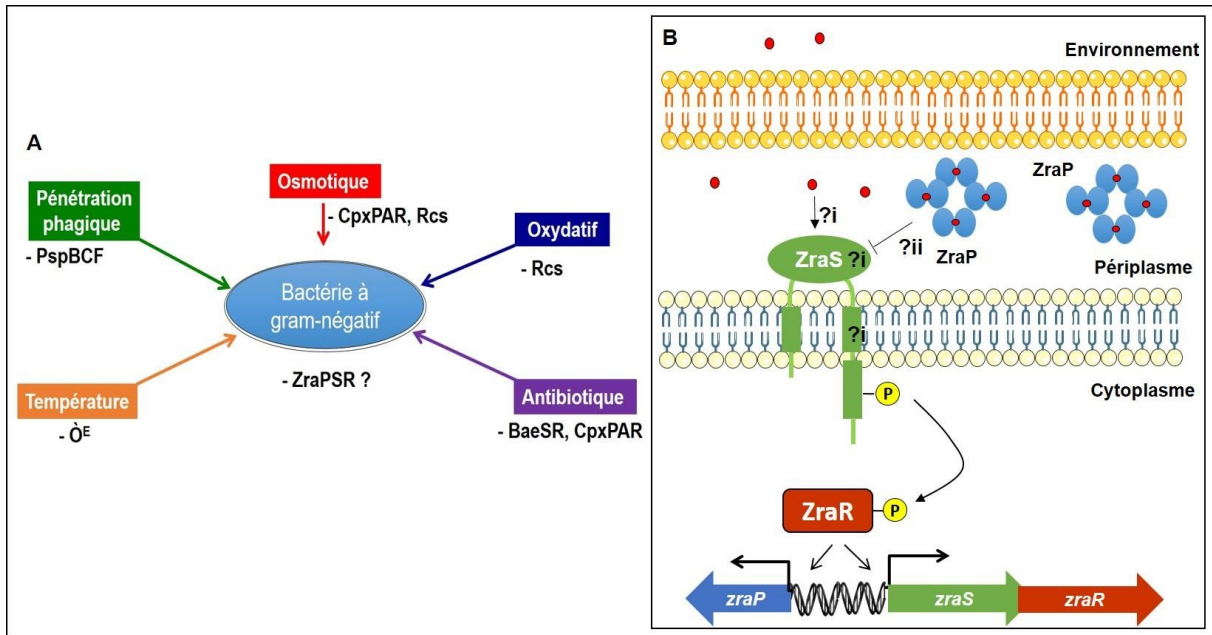 A
Pénétration
phagique
- PspBCF
Osmotique
- CpxPAR, Rcs
Oxydatif
- Rcs
Bactérie à
gram-négatif
- ZraPSR ?
Température
- Òᴱ
Antibiotique
- BaeSR, CpxPAR
B
Environnement
ZraP
?i
?ii
ZraP
ZraS ?i
Périplasme
?i
Cytoplasme
P
ZraR
P
zraP
zraS
zraR